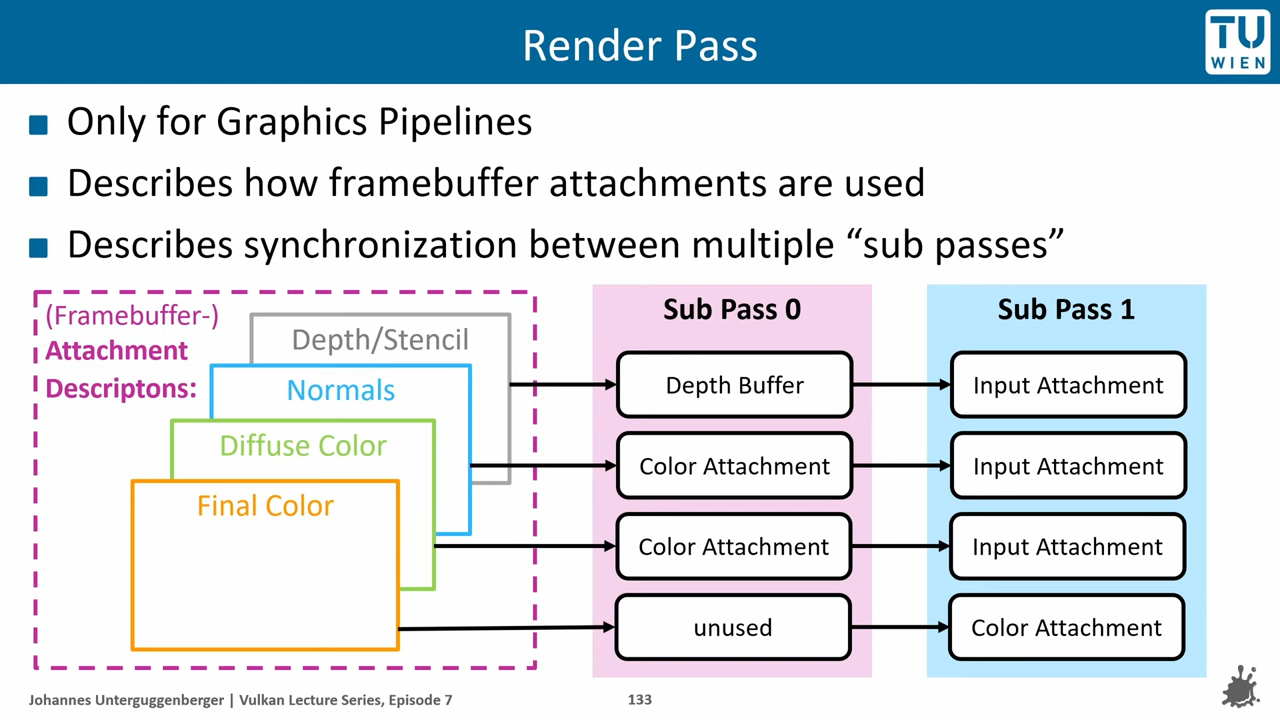 Render Pass
TU
WIEN
Only for Graphics Pipelines
Describes how framebuffer attachments are used
Describes synchronization between multiple “sub passes”
(Framebuffer-)
Attachment
Descriptons:
Depth/Stencil
Normals
Diffuse Color
Final Color
Sub Pass 0
Depth Buffer
Color Attachment
Color Attachment
unused
Sub Pass 1
Input Attachment
Input Attachment
Input Attachment
Color Attachment
Johannes Unterguggenberger | Vulkan Lecture Series, Episode 7
133